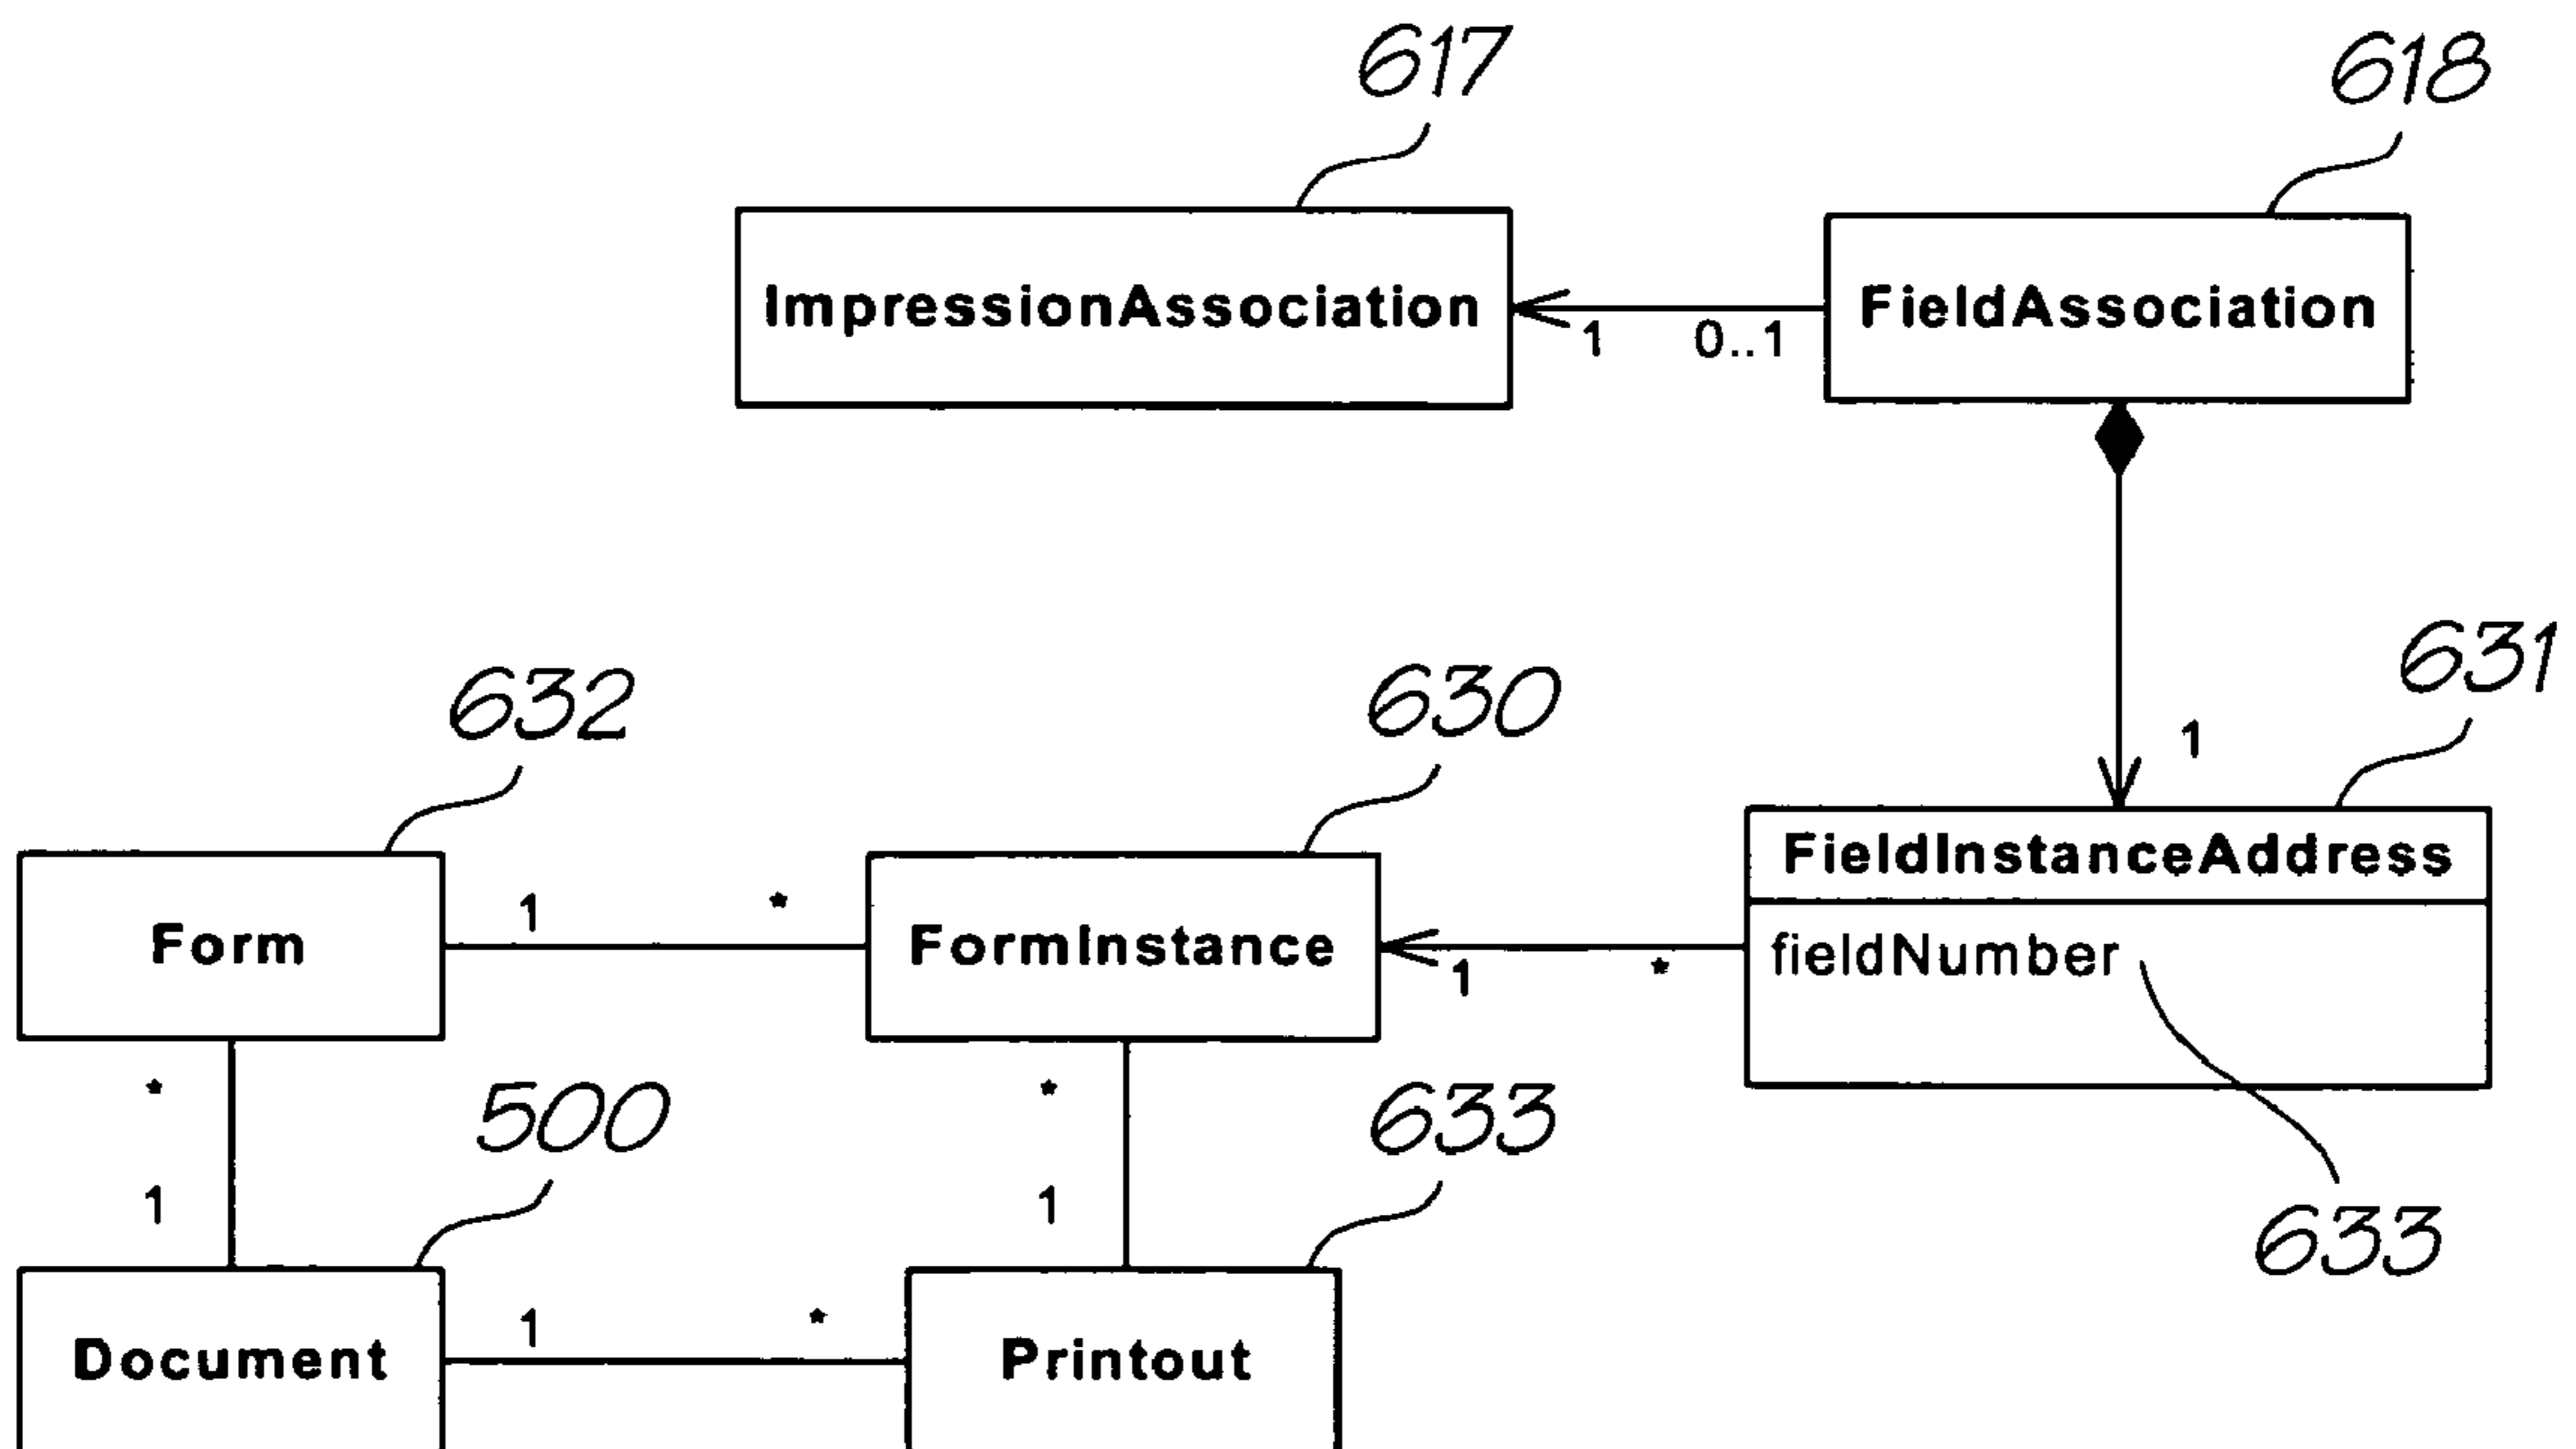 617
618
ImpressionAssociation
1
0..1
FieldAssociation
632
630
631
1
Form
1
*
FormInstance
1
*
FieldInstanceAddress
fieldNumber
*
1
500
*
1
633
633
Document
1
*
Printout